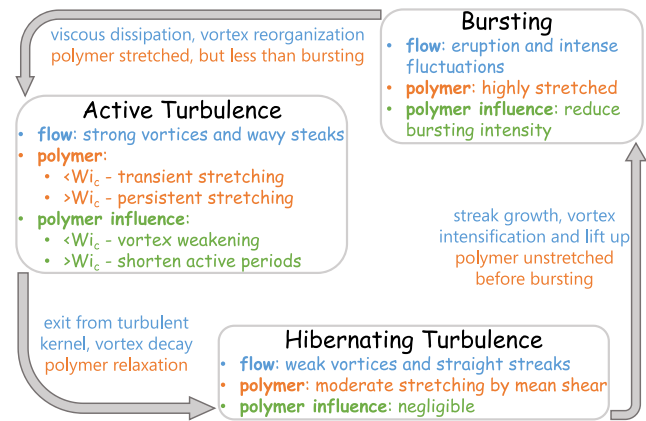 Bursting
• flow: eruption and intense
fluctuations
• polymer: highly stretched
• polymer influence: reduce
bursting intensity
viscous dissipation, vortex reorganization
polymer stretched, but less than bursting
Active Turbulence
• flow: strong vortices and wavy steaks
• polymer:
• <Wi_c - transient stretching
• >Wi_c - persistent stretching
• polymer influence:
• <Wi_c - vortex weakening
• >Wi_c - shorten active periods
exit from turbulent
kernel, vortex decay
polymer relaxation
Hibernating Turbulence
• flow: weak vortices and straight streaks
• polymer: moderate stretching by mean shear
• polymer influence: negligible
streak growth, vortex
intensification and lift up
polymer unstretched
before bursting